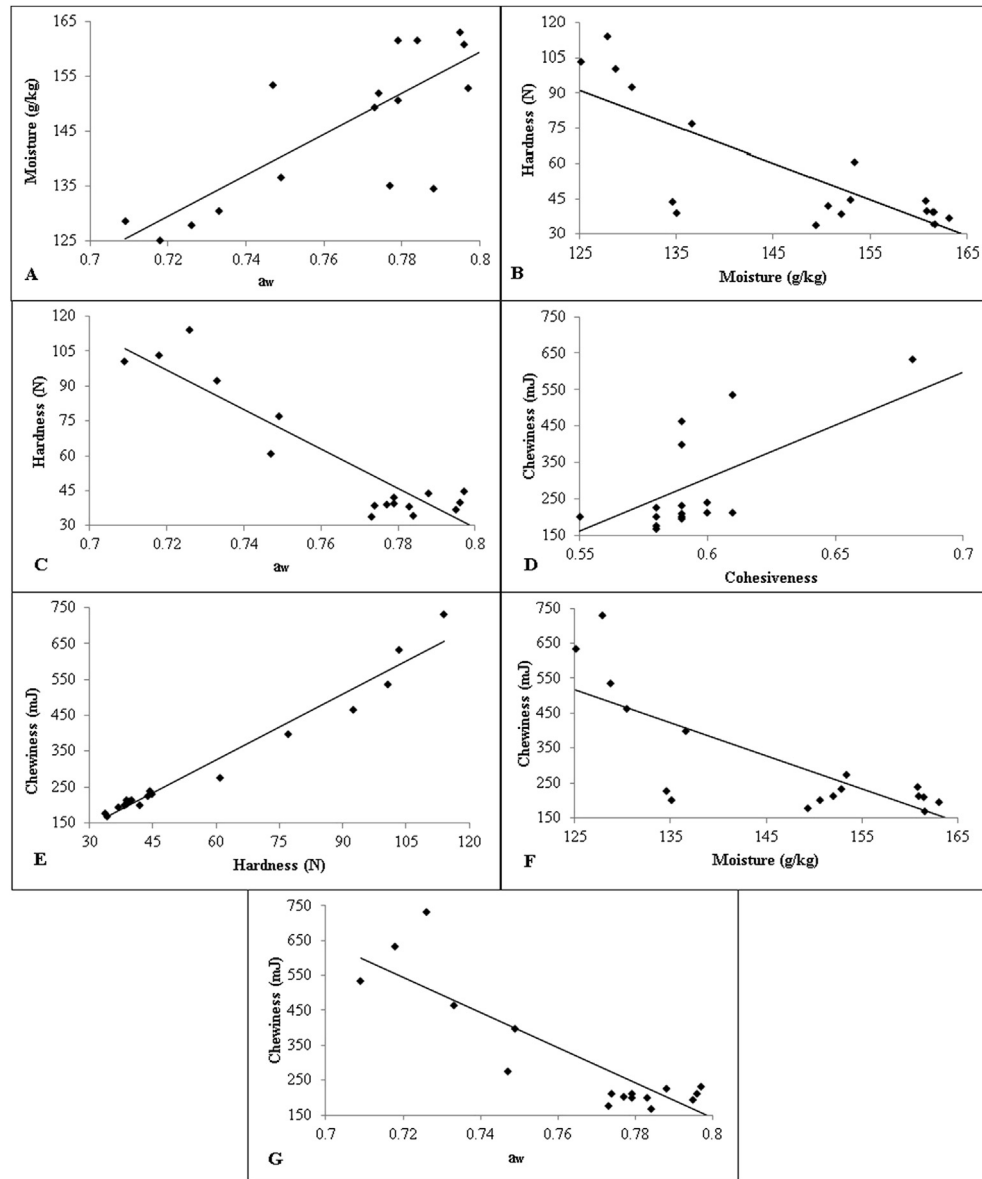 165
155
145
135
125
Moisture (g/kg)
0.7 0.72 0.74 0.76 0.78 0.8
A
aw
120
105
90
75
60
45
30
Hardness (N)
125 135 145 155 165
B
Moisture (g/kg)
120
105
90
75
60
45
30
Hardness (N)
0.7 0.72 0.74 0.76 0.78 0.8
C
aw
750
650
550
450
350
250
150
Chewiness (mJ)
0.55 0.6 0.65 0.7
D
Cohesiveness
750
650
550
450
350
250
150
Chewiness (mJ)
30 45 60 75 90 105 120
E
Hardness (N)
750
650
550
450
350
250
150
Chewiness (mJ)
125 135 145 155 165
F
Moisture (g/kg)
750
650
550
450
350
250
150
Chewiness (mJ)
0.7 0.72 0.74 0.76 0.78 0.8
G
aw